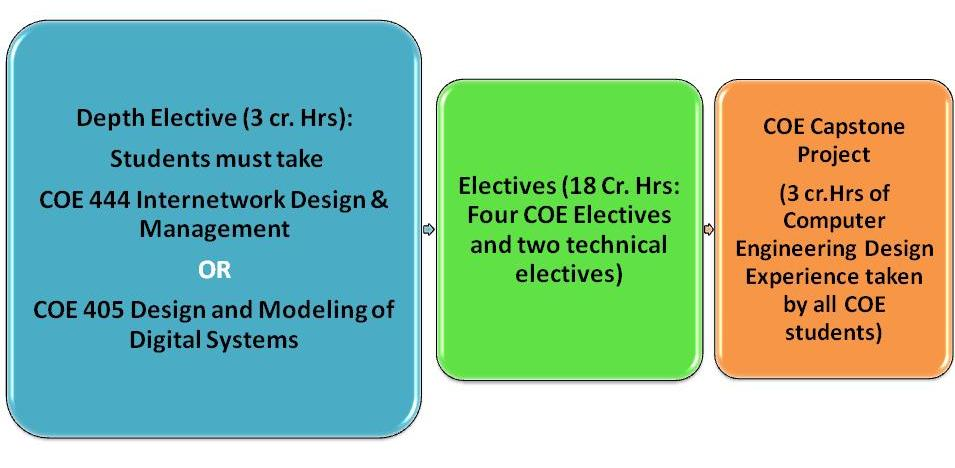 Depth Elective (3 cr. Hrs):
Students must take
COE 444 Internetwork Design &
Management
OR
COE 405 Design and Modeling of
Digital Systems
Electives (18 Cr. Hrs:
Four COE Electives
and two technical
electives)
COE Capstone
Project
(3 cr.Hrs of
Computer
Engineering Design
Experience taken
by all COE
students)